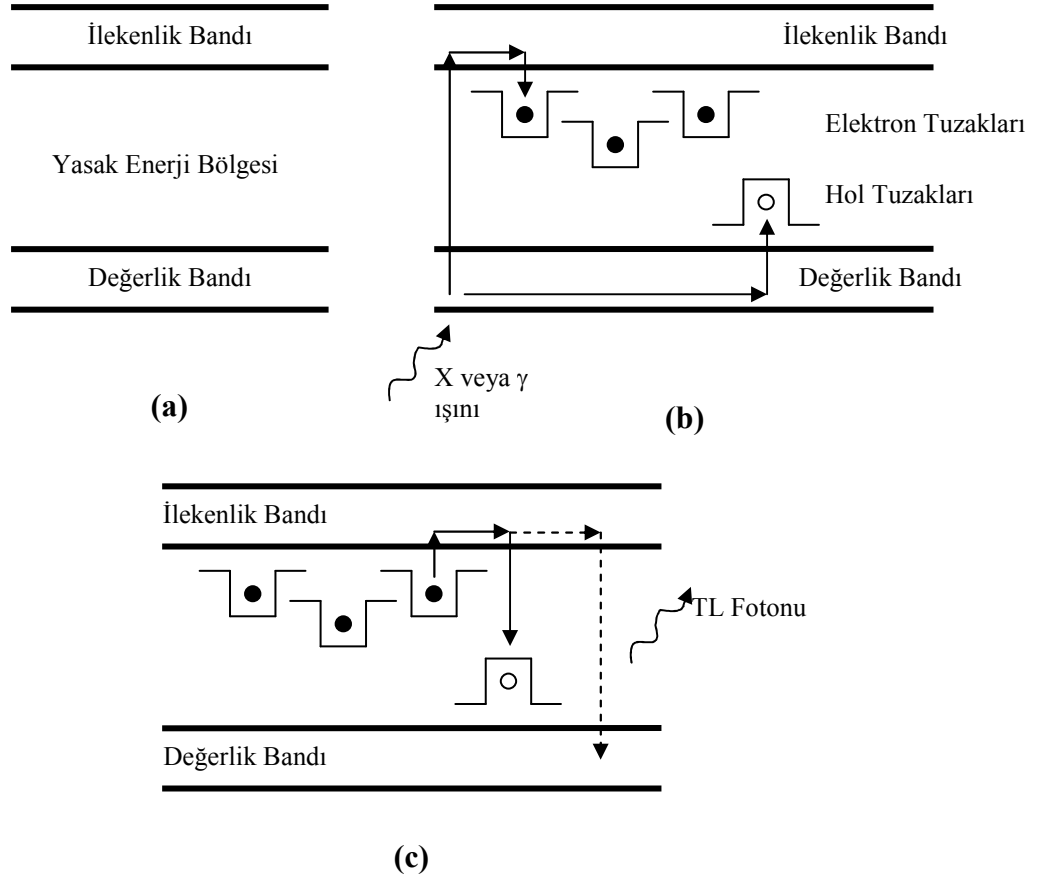 İlekenlik Bandı
Yasak Enerji Bölgesi
Değerlik Bandı
(a)
İlekenlik Bandı
Elektron Tuzakları
Hol Tuzakları
Değerlik Bandı
X veya γ
ışını
(b)
İlekenlik Bandı
TL Fotonu
Değerlik Bandı
(c)